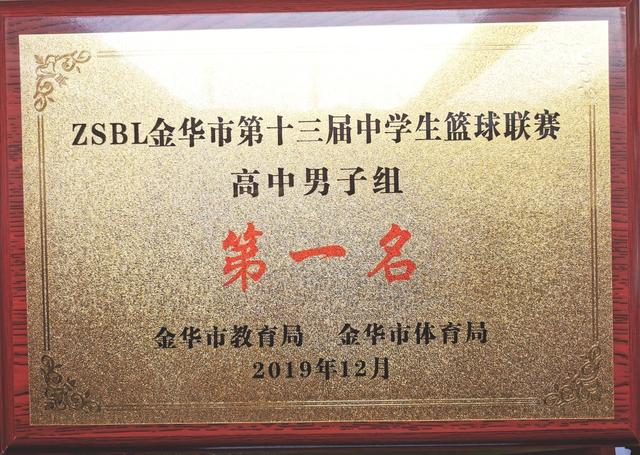 ZSBL金华市第十三届中学生篮球联赛
高中男子组
第一名
金华市教育局 金华市体育局
2019年12月